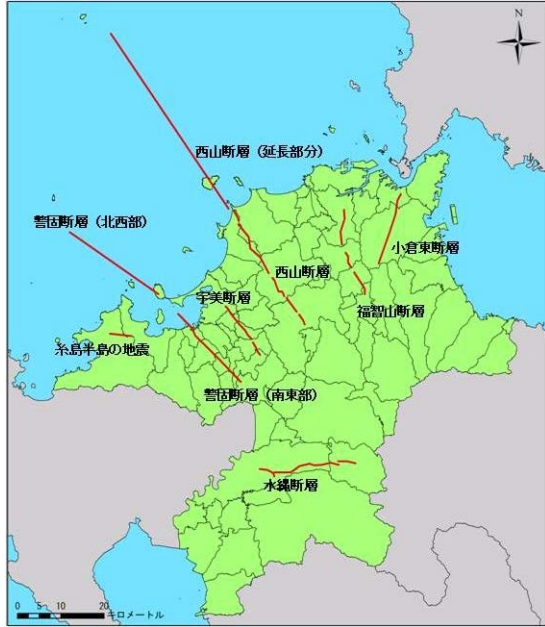 N
西山断層（延長部分）
警固断層（北西部）
小倉東断層
西山断層
宇美断層
福智山断層
糸島半島の地震
警固断層（南東部）
水縄断層
0 5 10 20
キロメートル